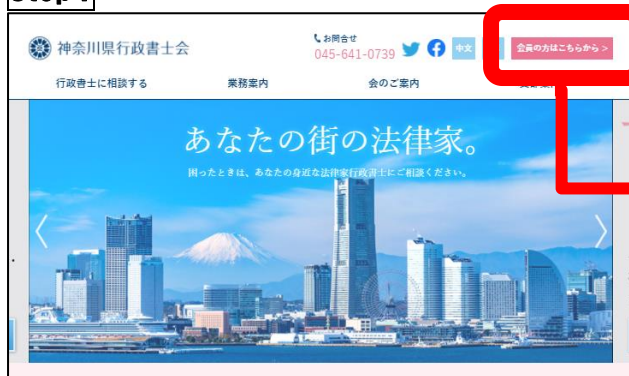 Step1
神奈川県行政書士会
お問合せ
045-641-0739
中文
会員の方はこちらから >
行政書士に相談する
業務案内
会のご案内
あなたの街の法律家。
困ったときは、あなたの身近な法律家行政書士にご相談ください。